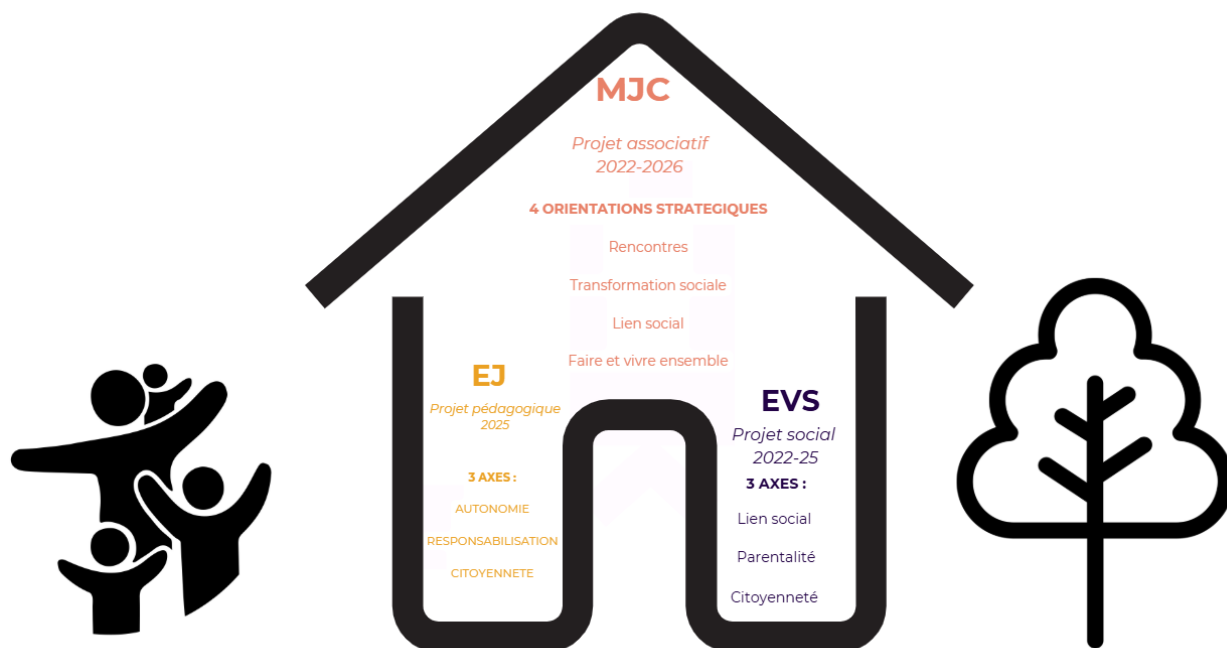 MJC
Projet associatif
2022-2026
4 ORIENTATIONS STRATEGIQUES
Rencontres
Transformation sociale
Lien social
Faire et vivre ensemble
EJ
Projet pédagogique
2025
3 AXES :
AUTONOMIE
RESPONSABILISATION
CITOYENNETE
EVS
Projet social
2022-25
3 AXES :
Lien social
Parentalité
Citoyenneté